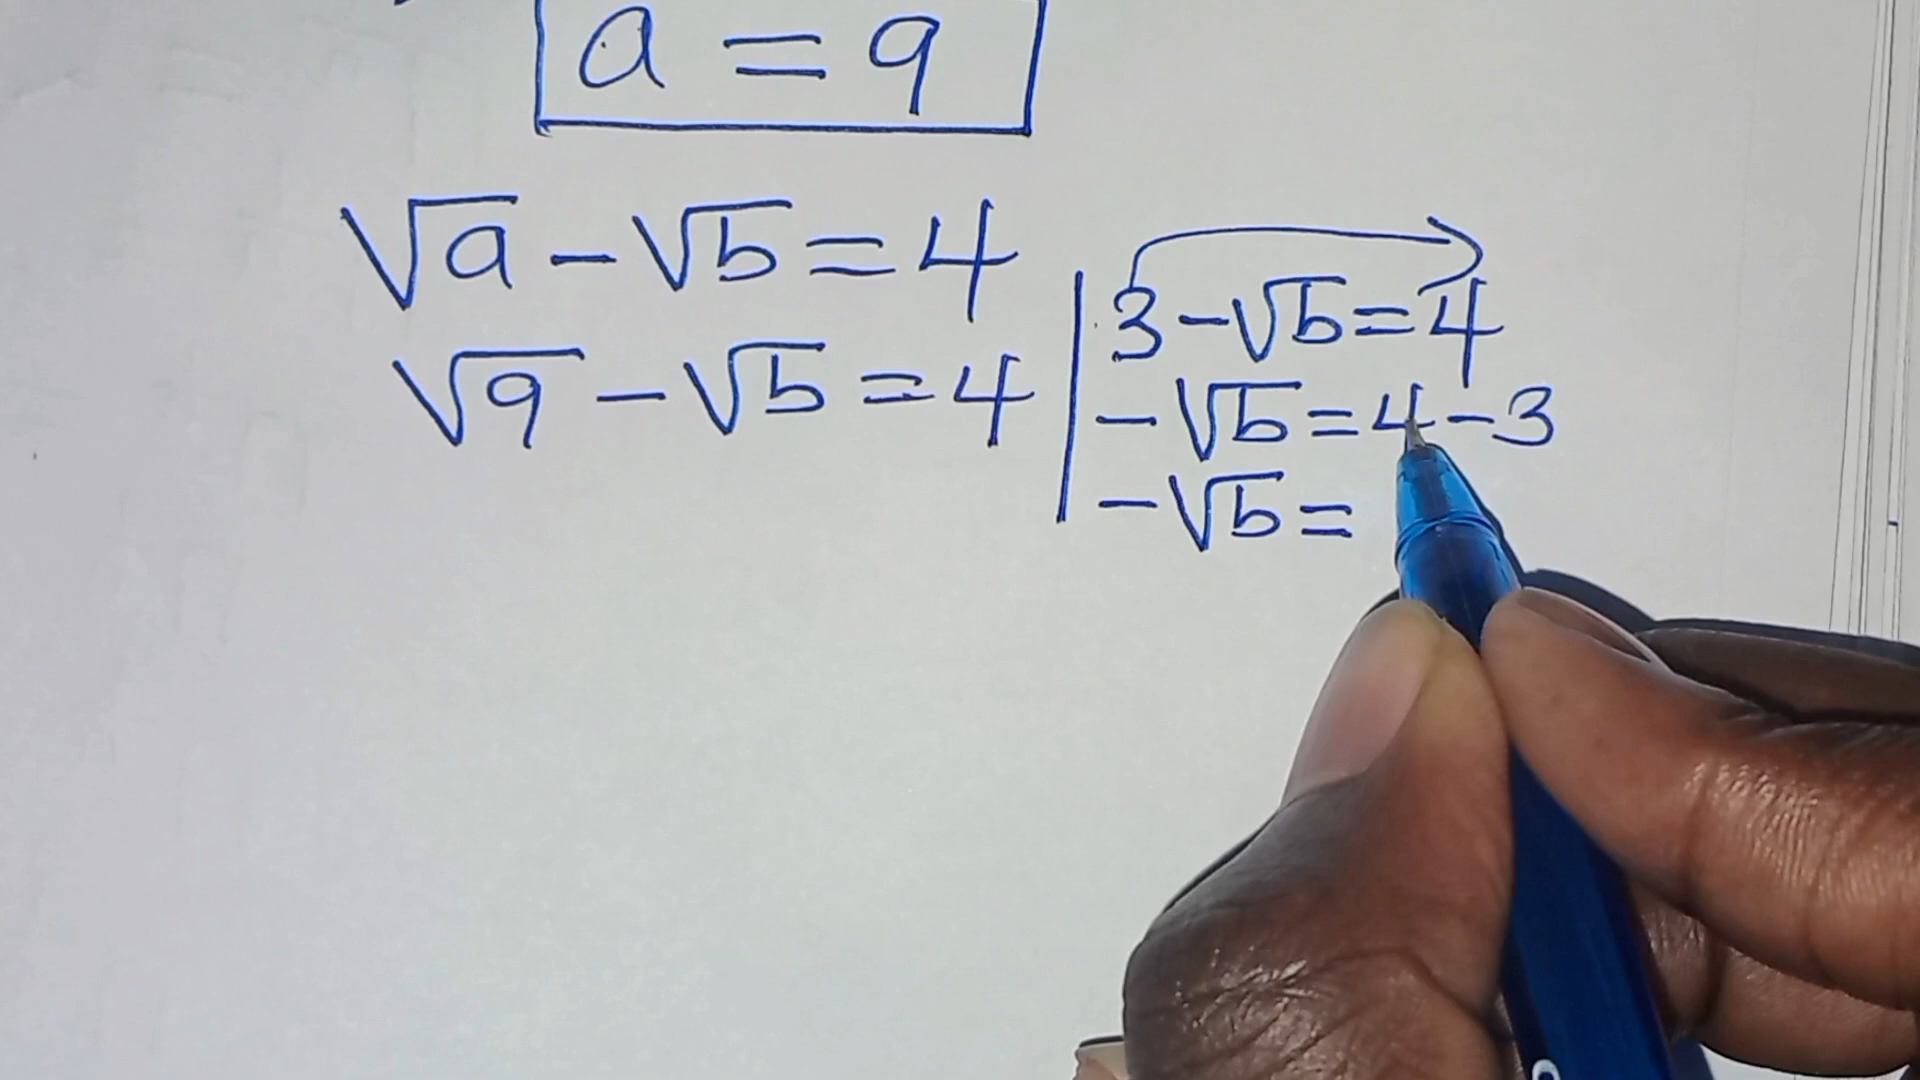 a = 9
√a - √b = 4
√9 - √b = 4
3 - √b = 4
- √b = 4 - 3
- √b =